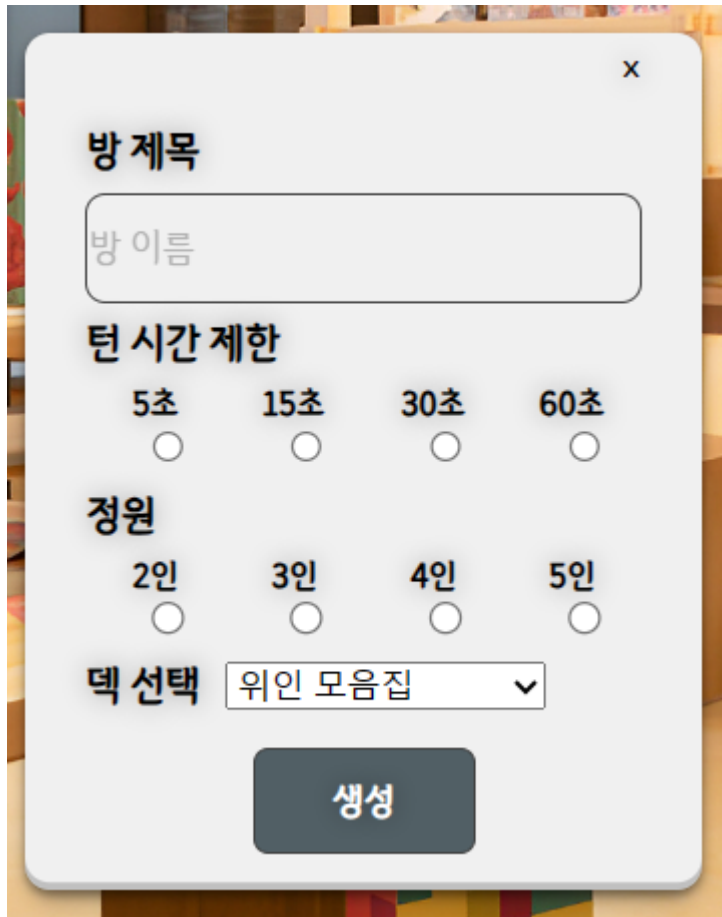 x
방 제목
방 이름
턴 시간 제한
5초 15초 30초 60초
정원
2인 3인 4인 5인
덱 선택 위인 모음집
생성